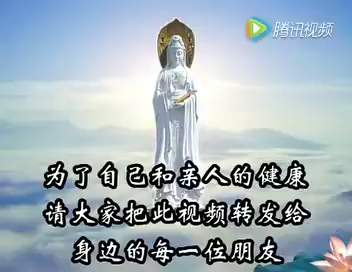 腾讯视频
为了自己和亲人的健康
请大家把此视频转发给
身边的每一位朋友